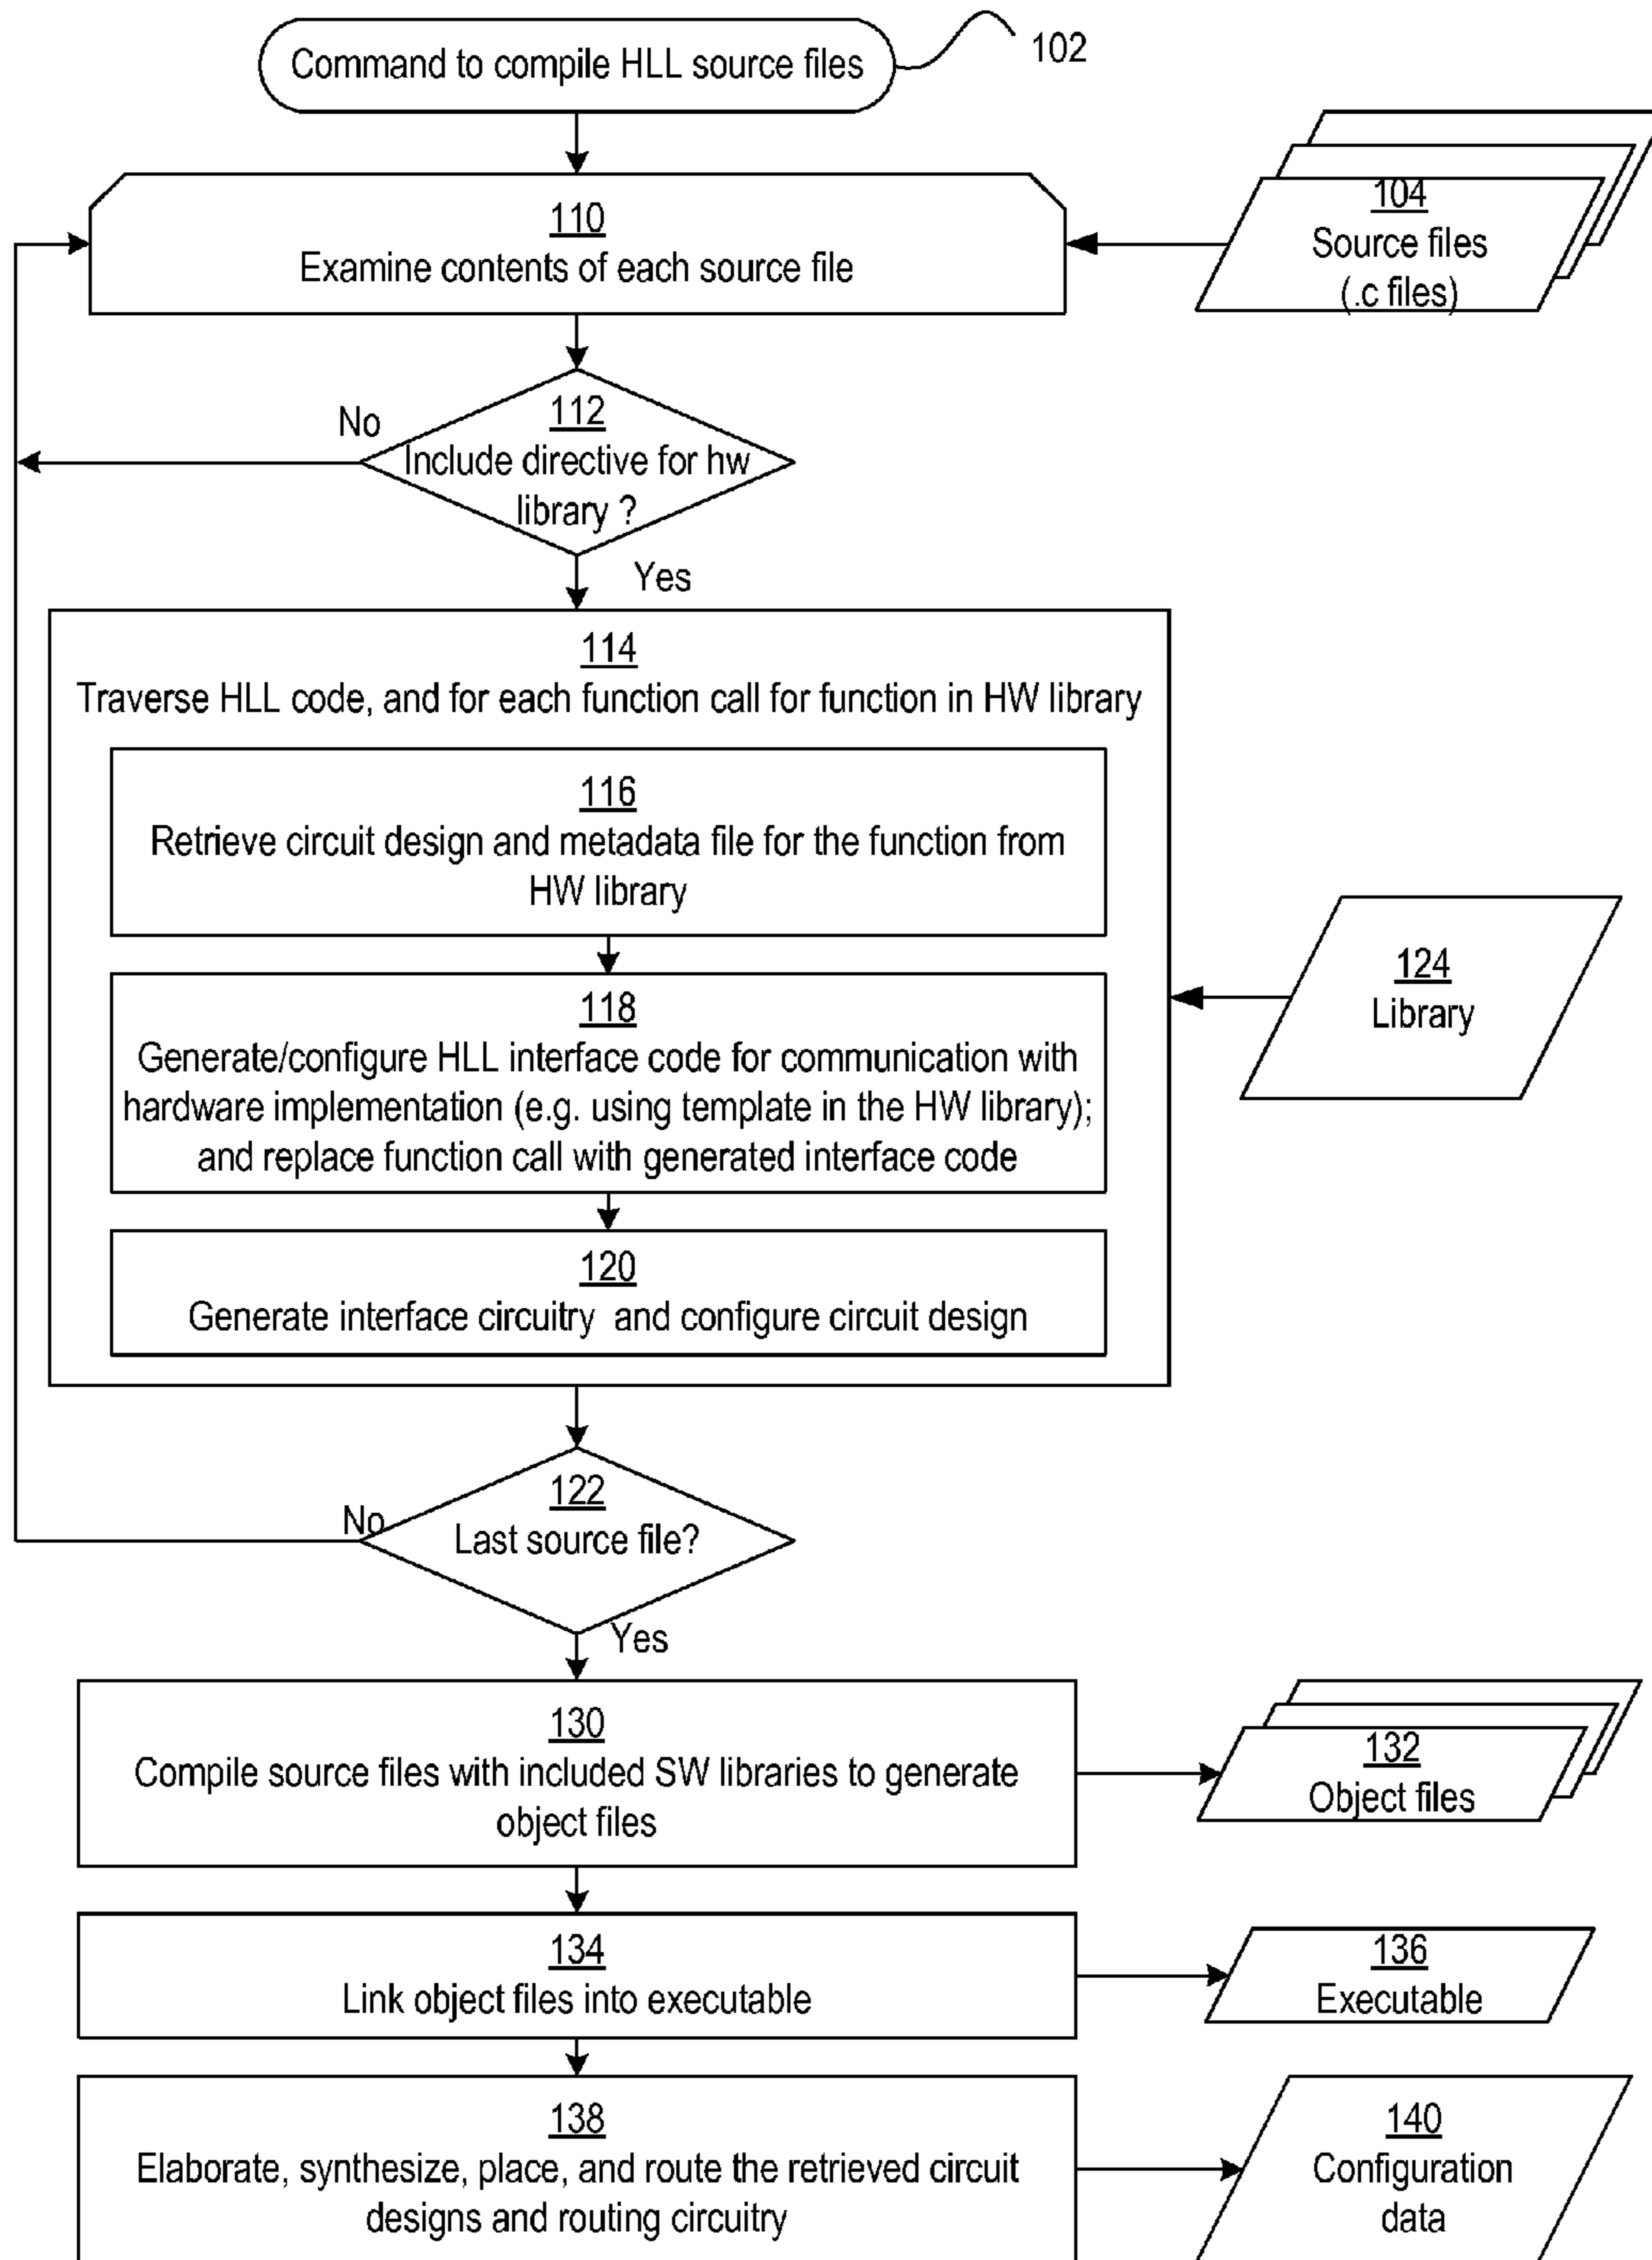 Command to compile HLL source files
102
110
Examine contents of each source file
104
Source files
(.c files)
No
112
Include directive for hw
library ?
Yes
114
Traverse HLL code, and for each function call for function in HW library
116
Retrieve circuit design and metadata file for the function from
HW library
118
Generate/configure HLL interface code for communication with
hardware implementation (e.g. using template in the HW library);
and replace function call with generated interface code
120
Generate interface circuitry and configure circuit design
124
Library
No
122
Last source file?
Yes
130
Compile source files with included SW libraries to generate
object files
132
Object files
134
Link object files into executable
136
Executable
138
Elaborate, synthesize, place, and route the retrieved circuit
designs and routing circuitry
140
Configuration
data